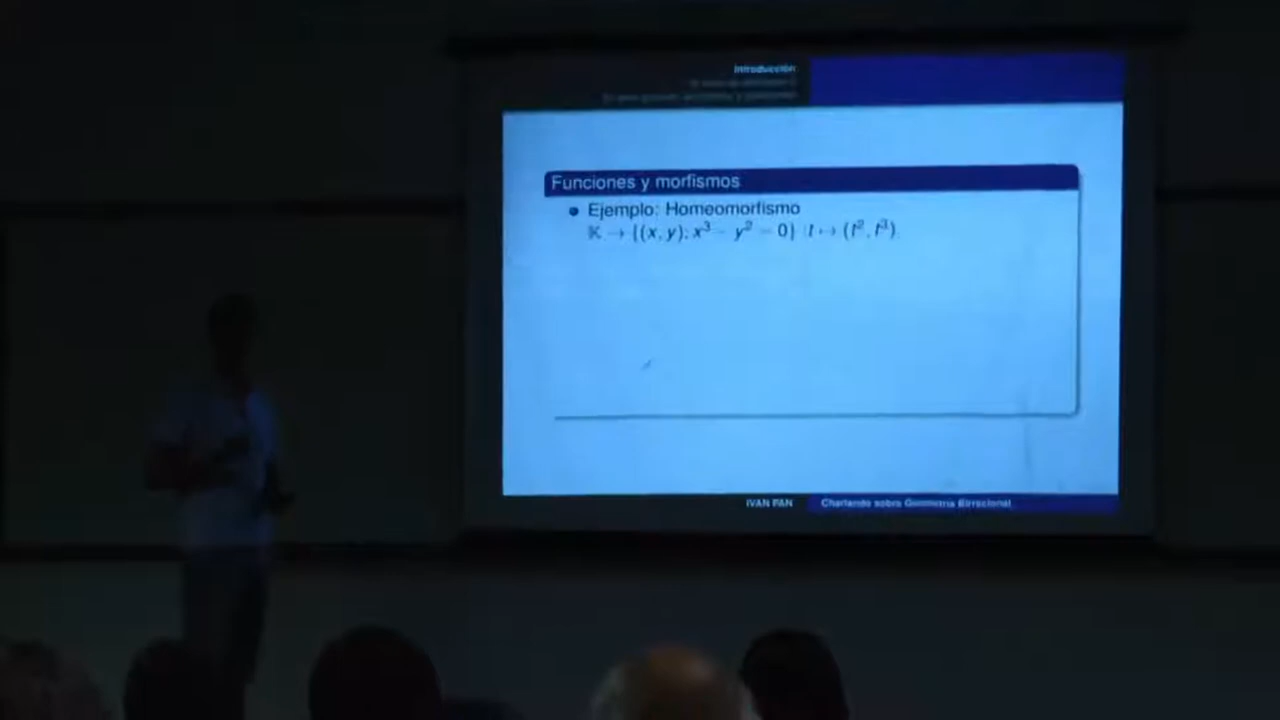 Introducción
Funciones y morfismos
Ejemplo: Homeomorfismo
𝕂 → {(x, y); x³ − y² = 0} t ↦ (t², t³)
IVAN PAN Charlando sobre Geometría Birracional